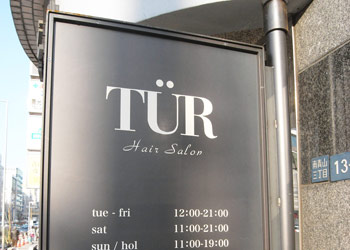 TÜR
Hair Salon
tue - fri 12:00-21:00
sat 11:00-21:00
sun / hol 11:00-19:00
南青山
三丁目
13